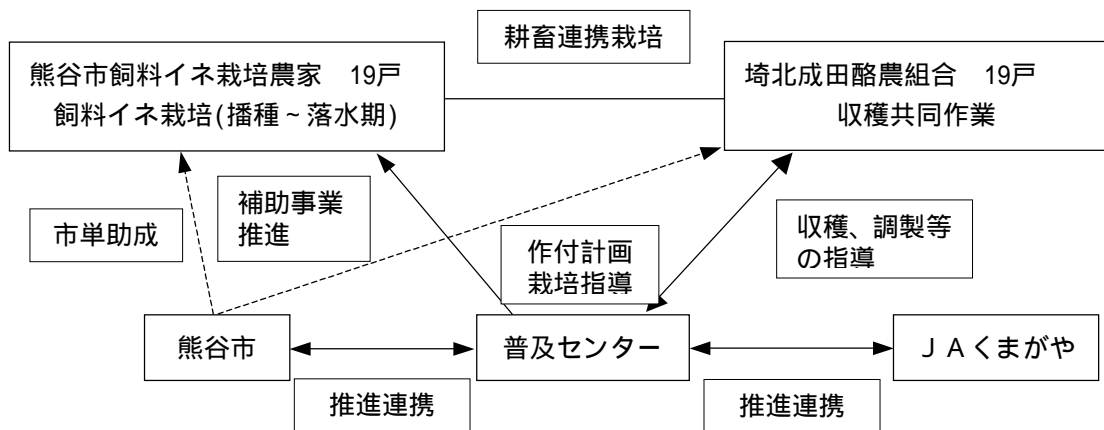 耕畜連携栽培
熊谷市飼料イネ栽培農家　19戸
飼料イネ栽培(播種～落水期)
埼北成田酪農組合　19戸
収穫共同作業
市単助成
補助事業
推進
作付計画
栽培指導
収穫、調製等
の指導
熊谷市
普及センター
ＪＡくまがや
推進連携
推進連携